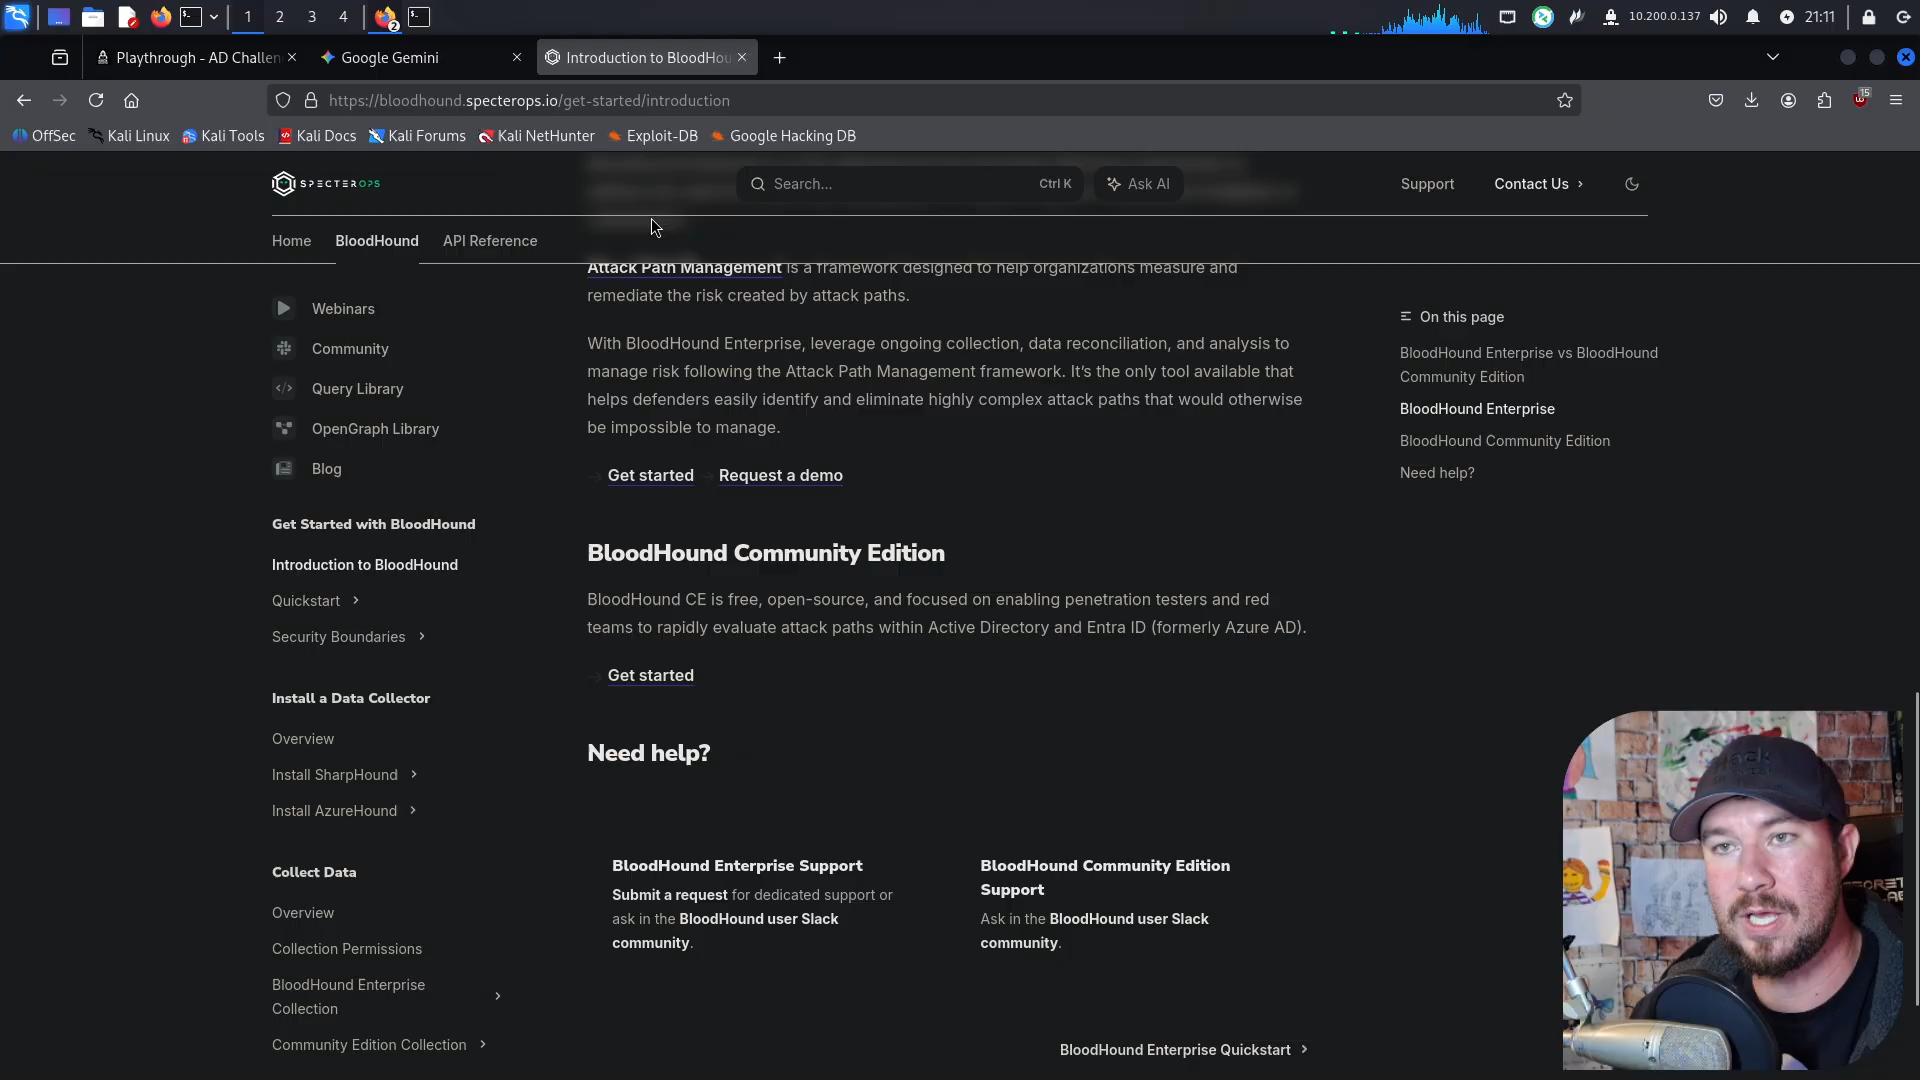 1
2
3
4
2
10.200.0.137
21:11
Playthrough - AD Challen
Google Gemini
Introduction to BloodHou
https://bloodhound.specterops.io/get-started/introduction
15
OffSec
Kali Linux
Kali Tools
Kali Docs
Kali Forums
Kali NetHunter
Exploit-DB
Google Hacking DB
SPECTEROPS
Search...
Ctrl K
Ask AI
Support
Contact Us
Home
BloodHound
API Reference
Webinars
Community
Query Library
OpenGraph Library
Blog
Get Started with BloodHound
Introduction to BloodHound
Quickstart
Security Boundaries
Install a Data Collector
Overview
Install SharpHound
Install AzureHound
Collect Data
Overview
Collection Permissions
BloodHound Enterprise
Collection
Community Edition Collection
Attack Path Management is a framework designed to help organizations measure and
remediate the risk created by attack paths.
With BloodHound Enterprise, leverage ongoing collection, data reconciliation, and analysis to
manage risk following the Attack Path Management framework. It's the only tool available that
helps defenders easily identify and eliminate highly complex attack paths that would otherwise
be impossible to manage.
Get started
Request a demo
BloodHound Community Edition
BloodHound CE is free, open-source, and focused on enabling penetration testers and red
teams to rapidly evaluate attack paths within Active Directory and Entra ID (formerly Azure AD).
Get started
Need help?
BloodHound Enterprise Support
Submit a request for dedicated support or
ask in the BloodHound user Slack
community.
BloodHound Community Edition
Support
Ask in the BloodHound user Slack
community.
BloodHound Enterprise Quickstart
On this page
BloodHound Enterprise vs BloodHound
Community Edition
BloodHound Enterprise
BloodHound Community Edition
Need help?